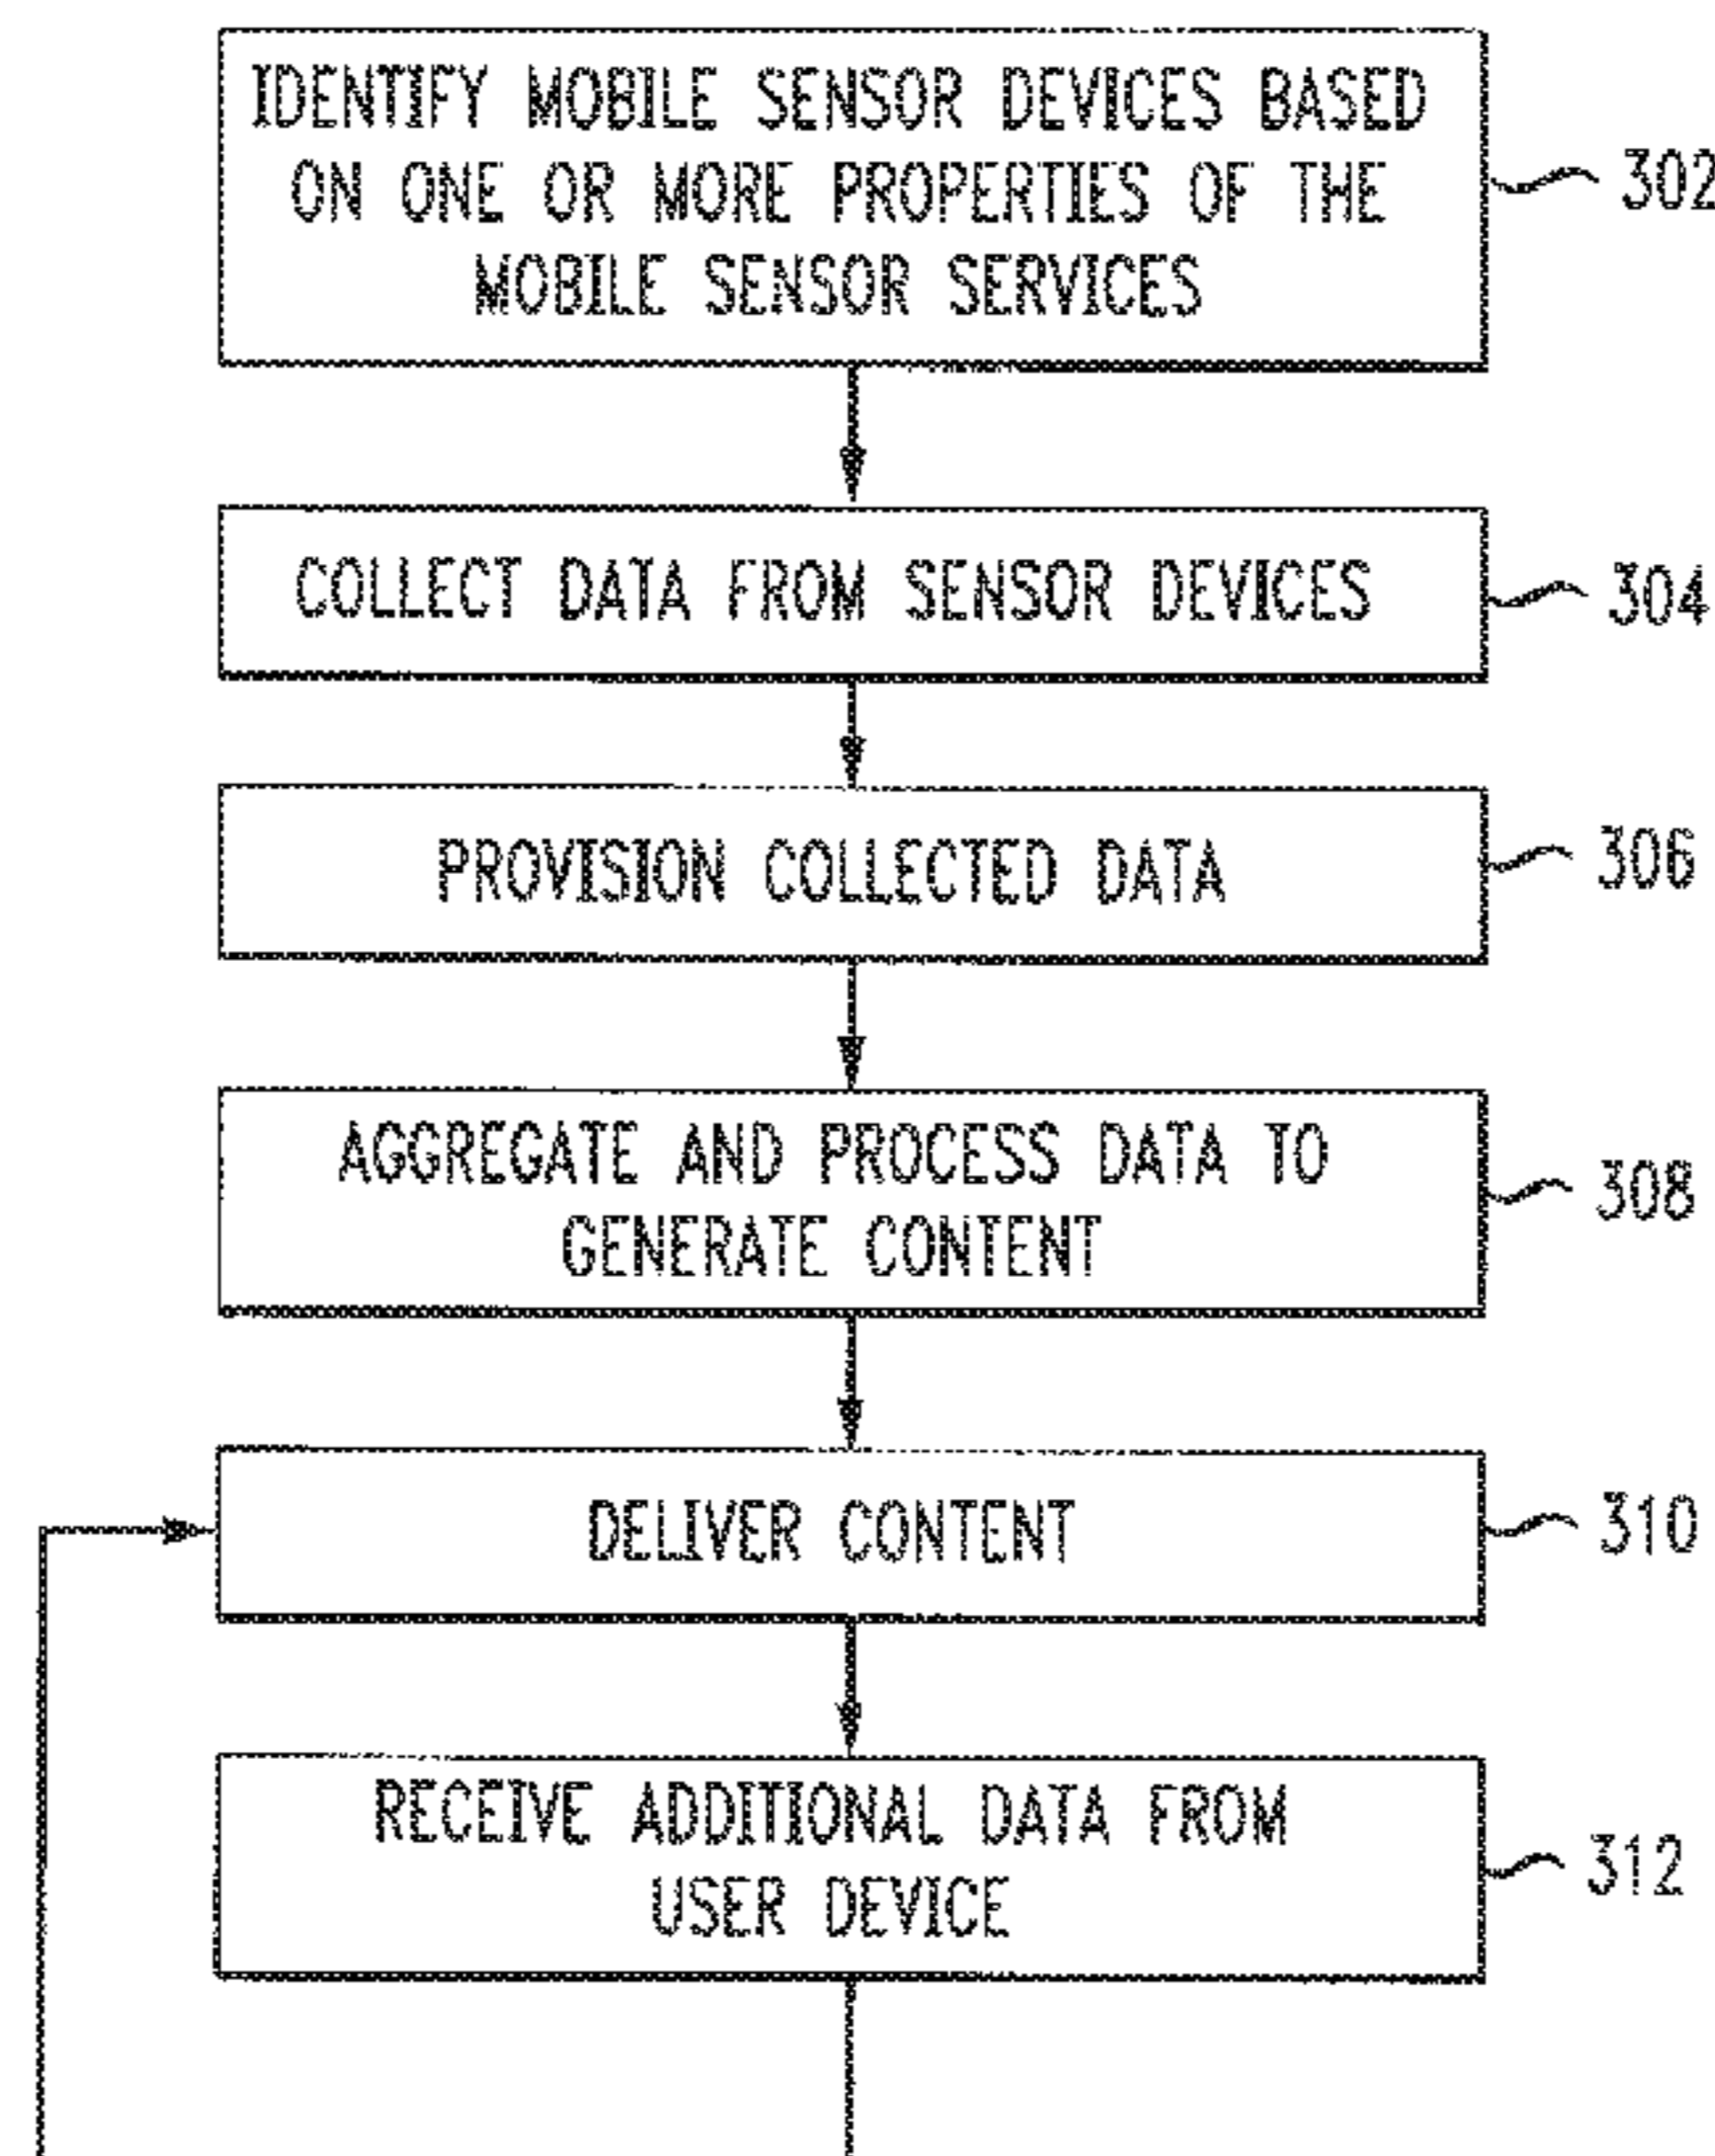 IDENTIFY MOBILE SENSOR DEVICES BASED
ON ONE OR MORE PROPERTIES OF THE
MOBILE SENSOR SERVICES
302
COLLECT DATA FROM SENSOR DEVICES
304
PROVISION COLLECTED DATA
306
AGGREGATE AND PROCESS DATA TO
GENERATE CONTENT
308
DELIVER CONTENT
310
RECEIVE ADDITIONAL DATA FROM
USER DEVICE
312